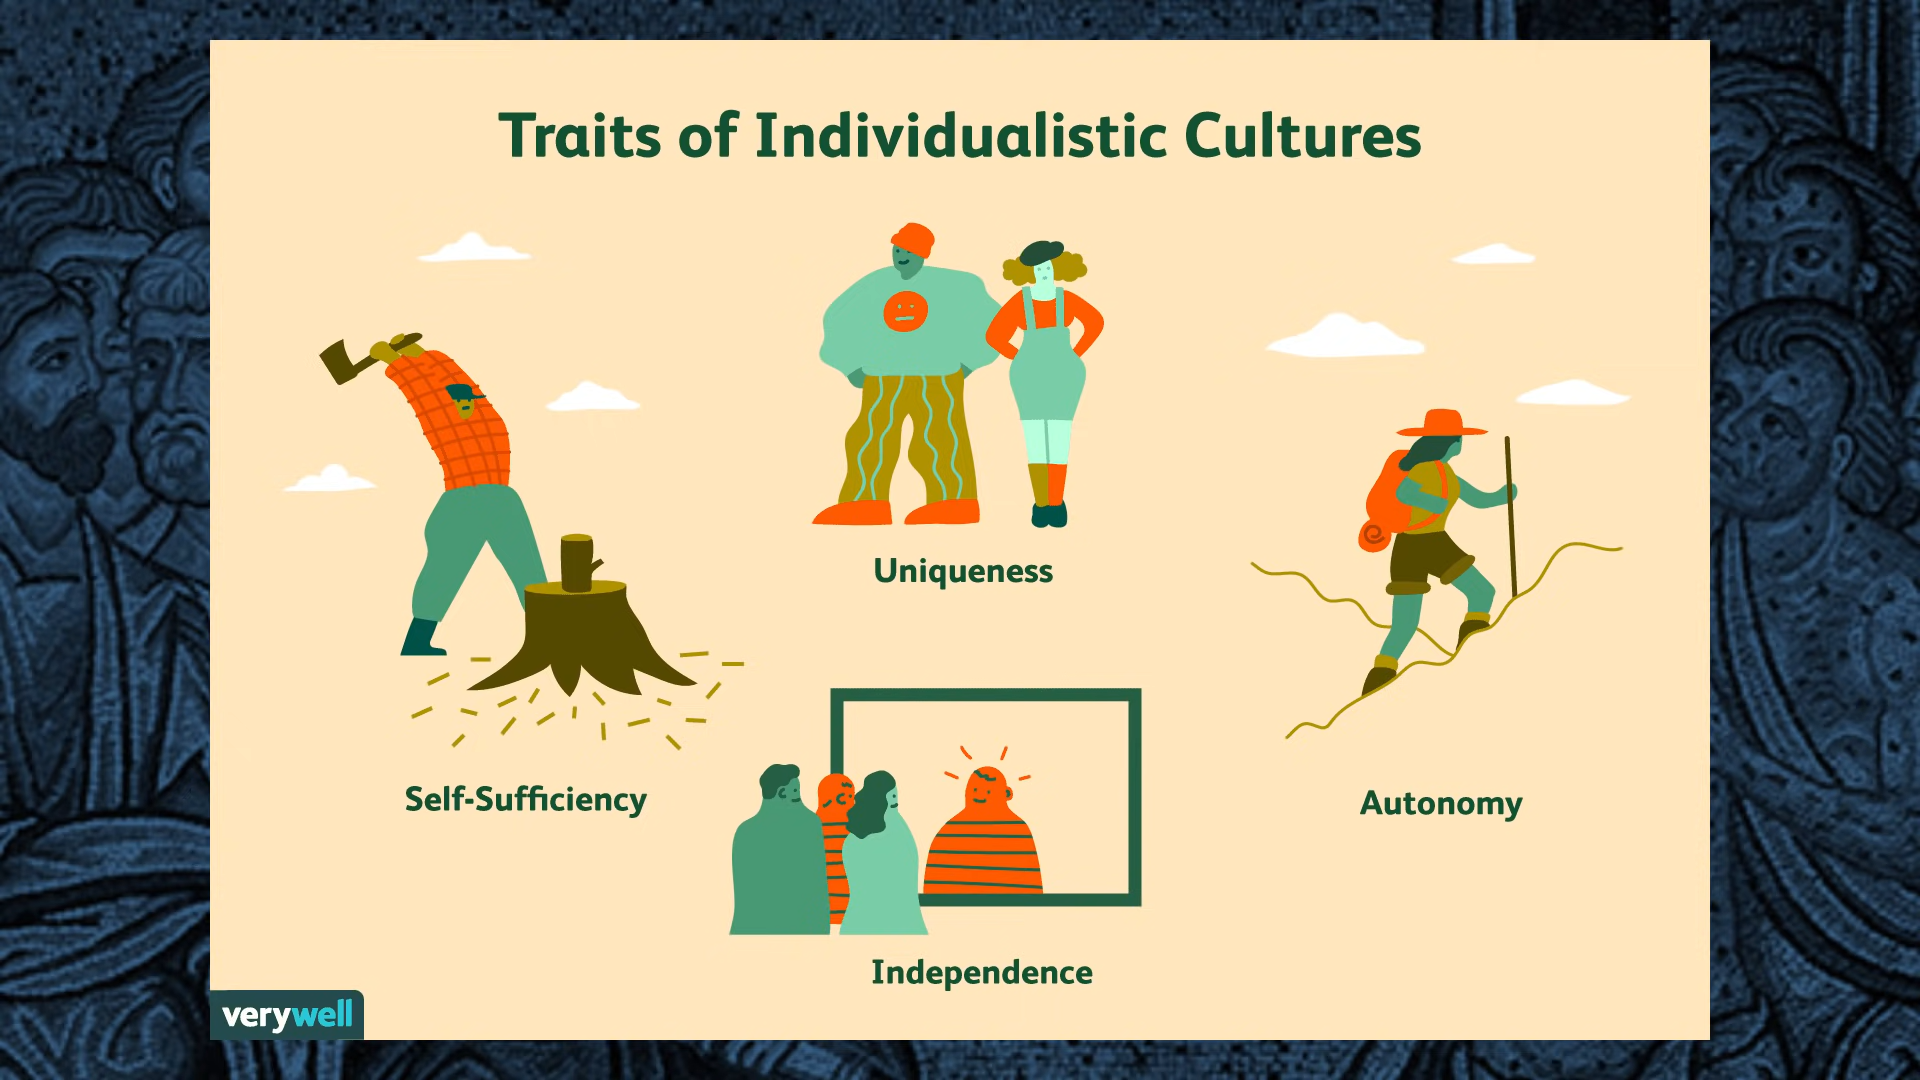 Traits of Individualistic Cultures
Uniqueness
Self-Sufficiency
Autonomy
Independence
verywell